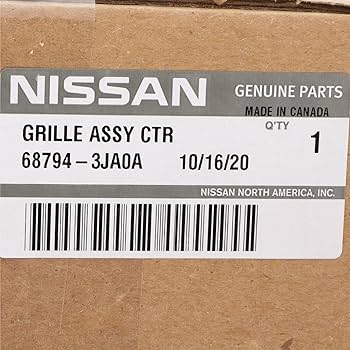 NISSAN GENUINE PARTS
MADE IN CANADA
GRILLE ASSY CTR Q'TY 1
68794-3JA0A 10/16/20
NISSAN NORTH AMERICA, INC.